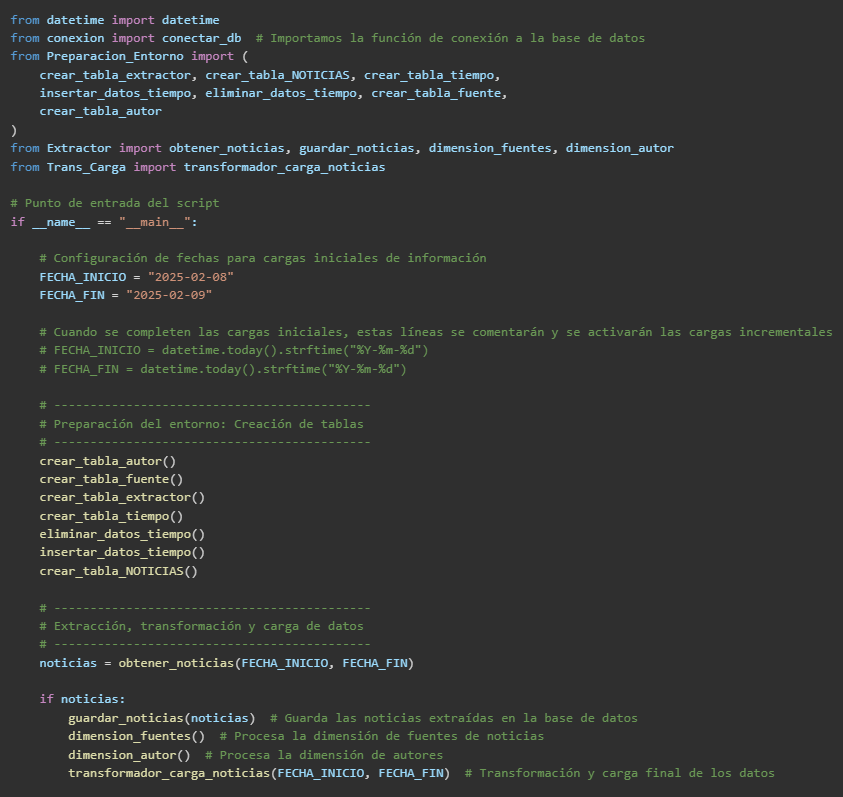 from datetime import datetime
from conexion import conectar_db  # Importamos la función de conexión a la base de datos
from Preparacion_Entorno import (
    crear_tabla_extractor, crear_tabla_NOTICIAS, crear_tabla_tiempo,
    insertar_datos_tiempo, eliminar_datos_tiempo, crear_tabla_fuente,
    crear_tabla_autor
)
from Extractor import obtener_noticias, guardar_noticias, dimension_fuentes, dimension_autor
from Trans_Carga import transformador_carga_noticias

# Punto de entrada del script
if __name__ == "__main__":

    # Configuración de fechas para cargas iniciales de información
    FECHA_INICIO = "2025-02-08"
    FECHA_FIN = "2025-02-09"

    # Cuando se completen las cargas iniciales, estas líneas se comentarán y se activarán las cargas incrementales
    # FECHA_INICIO = datetime.today().strftime("%Y-%m-%d")
    # FECHA_FIN = datetime.today().strftime("%Y-%m-%d")

    # --------------------------------------------
    # Preparación del entorno: Creación de tablas
    # --------------------------------------------
    crear_tabla_autor()
    crear_tabla_fuente()
    crear_tabla_extractor()
    crear_tabla_tiempo()
    eliminar_datos_tiempo()
    insertar_datos_tiempo()
    crear_tabla_NOTICIAS()

    # --------------------------------------------
    # Extracción, transformación y carga de datos
    # --------------------------------------------
    noticias = obtener_noticias(FECHA_INICIO, FECHA_FIN)

    if noticias:
        guardar_noticias(noticias)  # Guarda las noticias extraídas en la base de datos
        dimension_fuentes()  # Procesa la dimensión de fuentes de noticias
        dimension_autor()  # Procesa la dimensión de autores
        transformador_carga_noticias(FECHA_INICIO, FECHA_FIN)  # Transformación y carga final de los datos